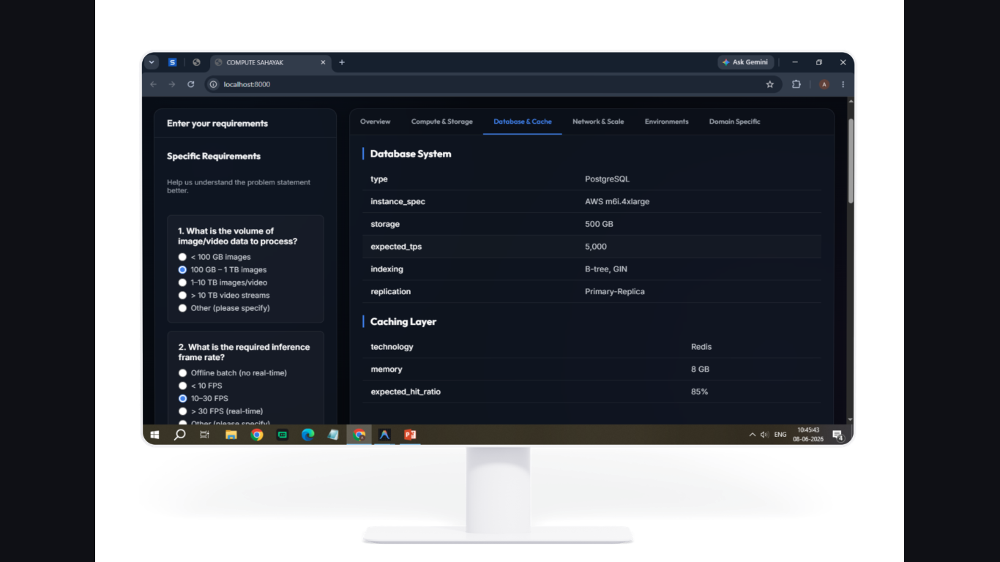 S
COMPUTE SAHAYAK
Ask Gemini
localhost:8000
A
Enter your requirements
Specific Requirements
Help us understand the problem statement
better.
1. What is the volume of
image/video data to process?
< 100 GB images
100 GB – 1 TB images
1–10 TB images/video
> 10 TB video streams
Other (please specify)
2. What is the required inference
frame rate?
Offline batch (no real-time)
< 10 FPS
10–30 FPS
> 30 FPS (real-time)
Other (please specify)
Overview
Compute & Storage
Database & Cache
Network & Scale
Environments
Domain Specific
Database System
type PostgreSQL
instance_spec AWS m6i.4xlarge
storage 500 GB
expected_tps 5,000
indexing B-tree, GIN
replication Primary-Replica
Caching Layer
technology Redis
memory 8 GB
expected_hit_ratio 85%
ENG
10:45:43
08-06-2026
4